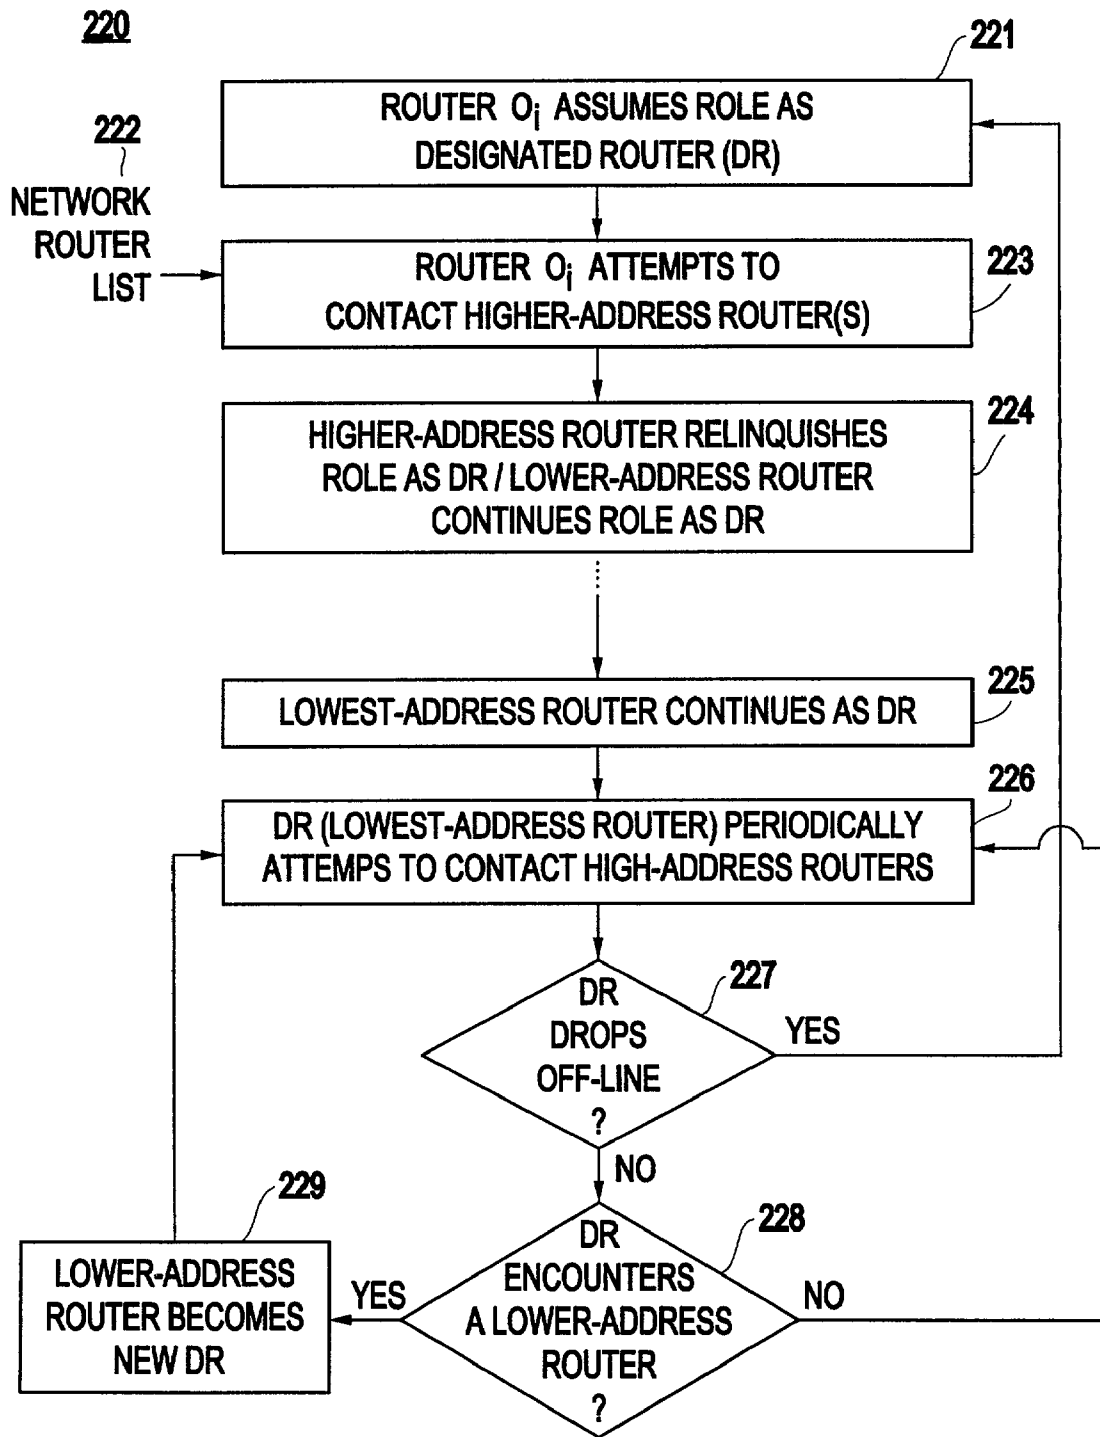 220
221
ROUTER Oi ASSUMES ROLE AS
DESIGNATED ROUTER (DR)
222
NETWORK
ROUTER
LIST
223
ROUTER Oi ATTEMPTS TO
CONTACT HIGHER-ADDRESS ROUTER(S)
224
HIGHER-ADDRESS ROUTER RELINQUISHES
ROLE AS DR / LOWER-ADDRESS ROUTER
CONTINUES ROLE AS DR
225
LOWEST-ADDRESS ROUTER CONTINUES AS DR
226
DR (LOWEST-ADDRESS ROUTER) PERIODICALLY
ATTEMPS TO CONTACT HIGH-ADDRESS ROUTERS
227
DR
DROPS
OFF-LINE
?
YES
NO
228
DR
ENCOUNTERS
A LOWER-ADDRESS
ROUTER
?
YES
NO
229
LOWER-ADDRESS
ROUTER BECOMES
NEW DR